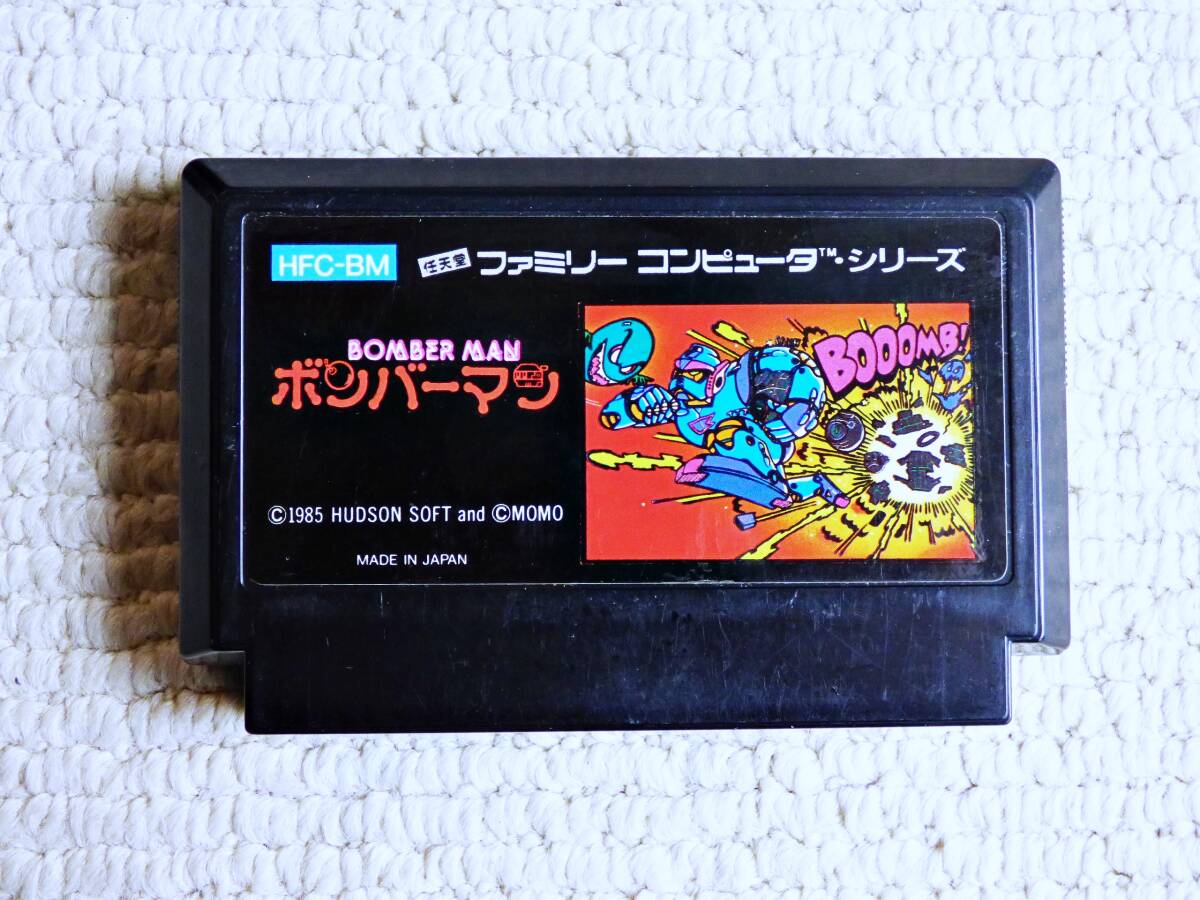 HFC-BM
任天堂 ファミリー コンピュータ™・シリーズ
BOMBER MAN
ボンバーマン
BOOOMB!
©1985 HUDSON SOFT and ©MOMO
MADE IN JAPAN